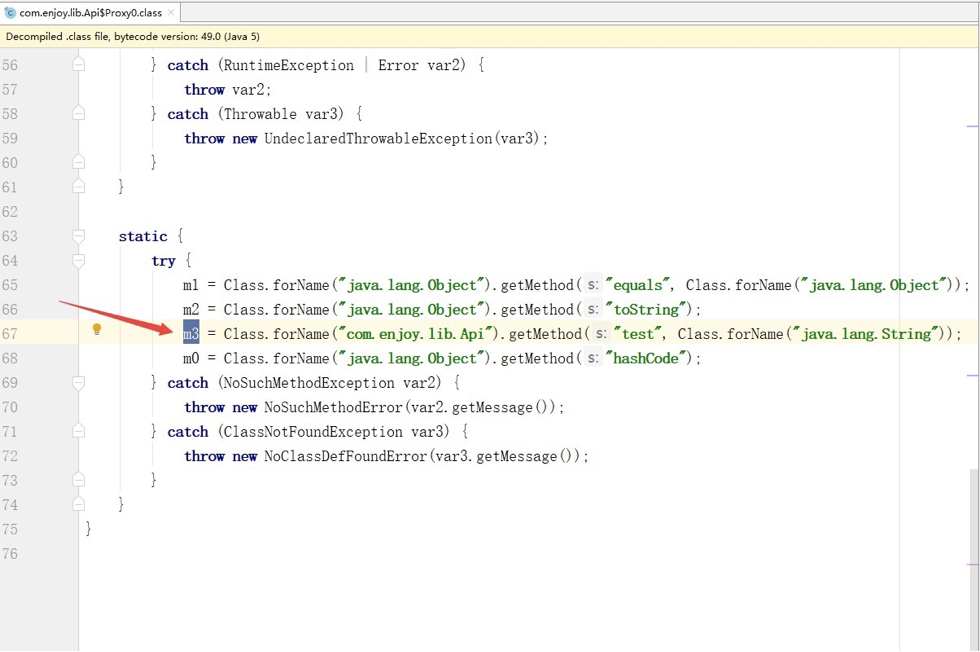 com.enjoy.lib.Api$Proxy0.class
Decompiled .class file, bytecode version: 49.0 (Java 5)
56 } catch (RuntimeException | Error var2) {
57 throw var2;
58 } catch (Throwable var3) {
59 throw new UndeclaredThrowableException(var3);
60 }
61 }
62
63 static {
64 try {
65 m1 = Class.forName("java.lang.Object").getMethod( s: "equals", Class.forName("java.lang.Object"));
66 m2 = Class.forName("java.lang.Object").getMethod( s: "toString");
67 m3 = Class.forName("com.enjoy.lib.Api").getMethod( s: "test", Class.forName("java.lang.String"));
68 m0 = Class.forName("java.lang.Object").getMethod( s: "hashCode");
69 } catch (NoSuchMethodException var2) {
70 throw new NoSuchMethodError(var2.getMessage());
71 } catch (ClassNotFoundException var3) {
72 throw new NoClassDefFoundError(var3.getMessage());
73 }
74 }
75 }
76